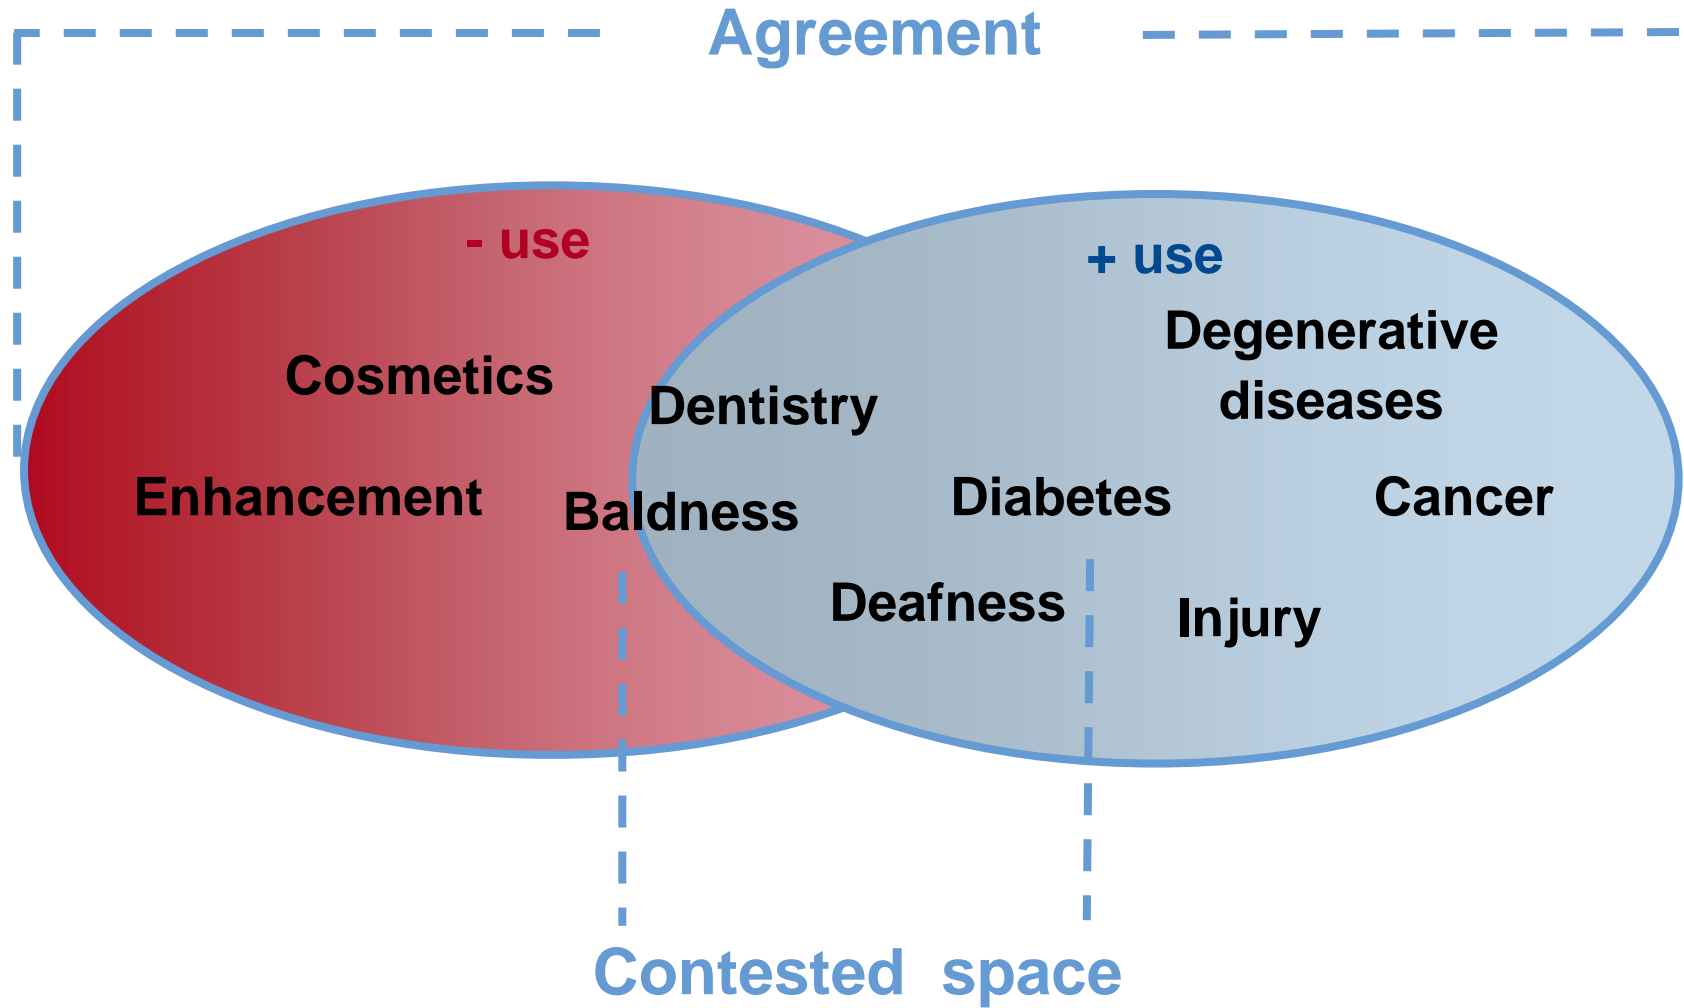 Agreement
- use
+ use
Degenerative
diseases
Cosmetics
Dentistry
Enhancement
Baldness
Diabetes
Cancer
Deafness
Injury
Contested space